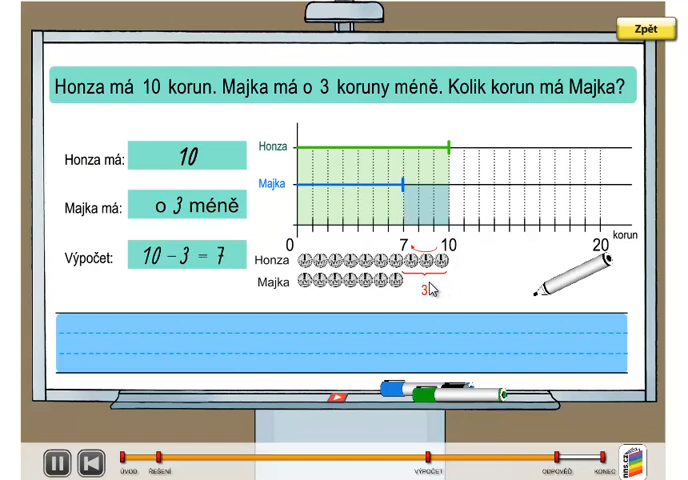 Zpět
Honza má 10 korun. Majka má o 3 koruny méně. Kolik korun má Majka?
Honza má: 10
Majka má: o 3 méně
Výpočet: 10 – 3 = 7
Honza
Majka
0 7 10 20 korun
Honza
Majka
3
ÚVOD ŘEŠENÍ VÝPOČET ODPOVĚĎ KONEC
nns.cz